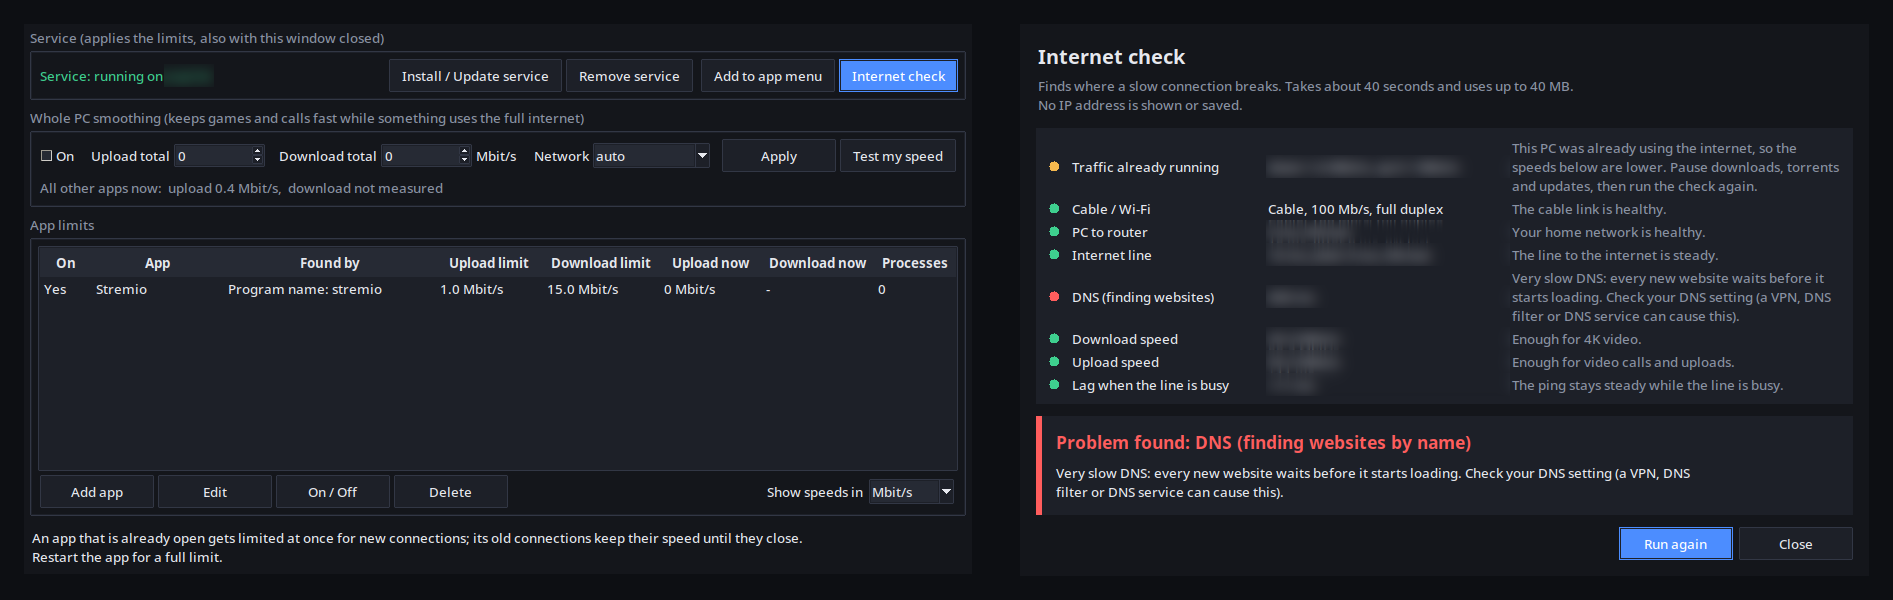 Service (applies the limits, also with this window closed)
Service: running on
Install / Update service
Remove service
Add to app menu
Internet check
Whole PC smoothing (keeps games and calls fast while something uses the full internet)
On
Upload total 0
Download total 0 Mbit/s
Network auto
Apply
Test my speed
All other apps now: upload 0.4 Mbit/s, download not measured
App limits
On App Found by Upload limit Download limit Upload now Download now Processes
Yes Stremio Program name: stremio 1.0 Mbit/s 15.0 Mbit/s 0 Mbit/s - 0
Add app
Edit
On / Off
Delete
Show speeds in Mbit/s
An app that is already open gets limited at once for new connections; its old connections keep their speed until they close.
Restart the app for a full limit.
Internet check
Finds where a slow connection breaks. Takes about 40 seconds and uses up to 40 MB.
No IP address is shown or saved.
Traffic already running
This PC was already using the internet, so the
speeds below are lower. Pause downloads, torrents
and updates, then run the check again.
Cable / Wi-Fi Cable, 100 Mb/s, full duplex The cable link is healthy.
PC to router Your home network is healthy.
Internet line The line to the internet is steady.
DNS (finding websites)
Very slow DNS: every new website waits before it
starts loading. Check your DNS setting (a VPN, DNS
filter or DNS service can cause this).
Download speed Enough for 4K video.
Upload speed Enough for video calls and uploads.
Lag when the line is busy The ping stays steady while the line is busy.
Problem found: DNS (finding websites by name)
Very slow DNS: every new website waits before it starts loading. Check your DNS setting (a VPN, DNS
filter or DNS service can cause this).
Run again
Close